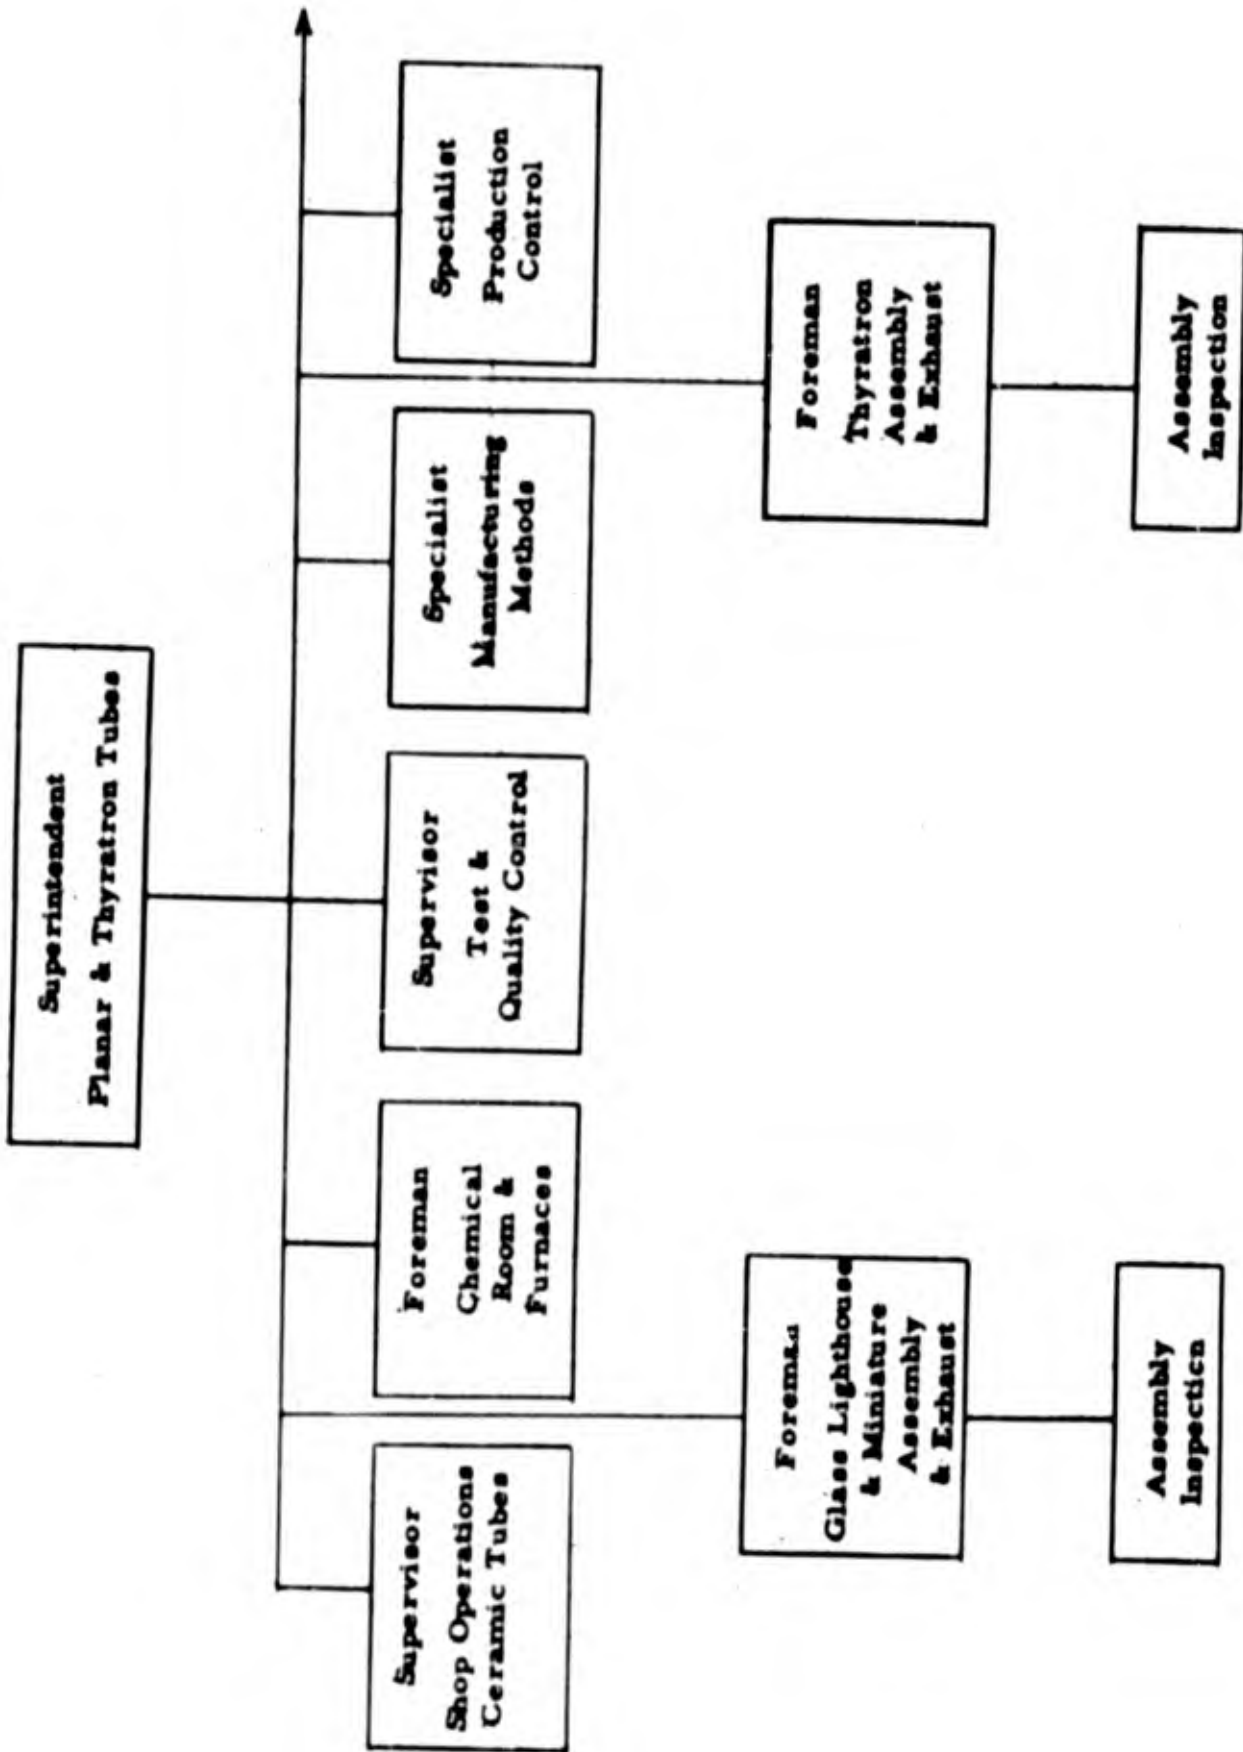 Superintendent
Planar & Thyratron Tubes
Supervisor
Shop Operations
Ceramic Tubes
Foreman
Chemical
Room &
Furnaces
Supervisor
Test &
Quality Control
Specialist
Manufacturing
Methods
Specialist
Production
Control
Foreman
Glass Lighthouse
& Miniature
Assembly
& Exhaust
Foreman
Thyratron
Assembly
& Exhaust
Assembly
Inspection
Assembly
Inspection